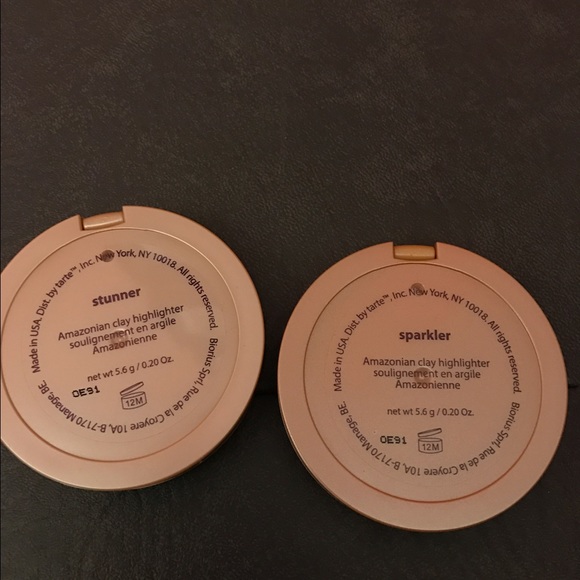 Made in USA. Dist. by tarte™, Inc. New York, NY 10018. All rights reserved. Biorius Sprl, Rue de la Croyere 10A, B-7170 Manage, BE
stunner
Amazonian clay highlighter
soulignement en argile
Amazonienne
net wt 5.6 g / 0.20 Oz.
OE91
12M
Made in USA. Dist. by tarte™, Inc. New York, NY 10018. All rights reserved. Biorius Sprl, Rue de la Croyere 10A, B-7170 Manage, BE
sparkler
Amazonian clay highlighter
soulignement en argile
Amazonienne
net wt 5.6 g / 0.20 Oz.
OE91
12M